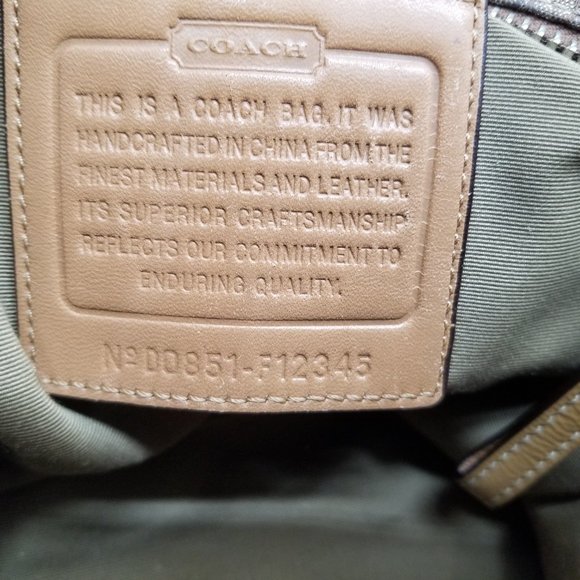 COACH
THIS IS A COACH BAG. IT WAS
HANDCRAFTED IN CHINA FROM THE
FINEST MATERIALS AND LEATHER.
ITS SUPERIOR CRAFTSMANSHIP
REFLECTS OUR COMMITMENT TO
ENDURING QUALITY.
Nº D0851-F12345